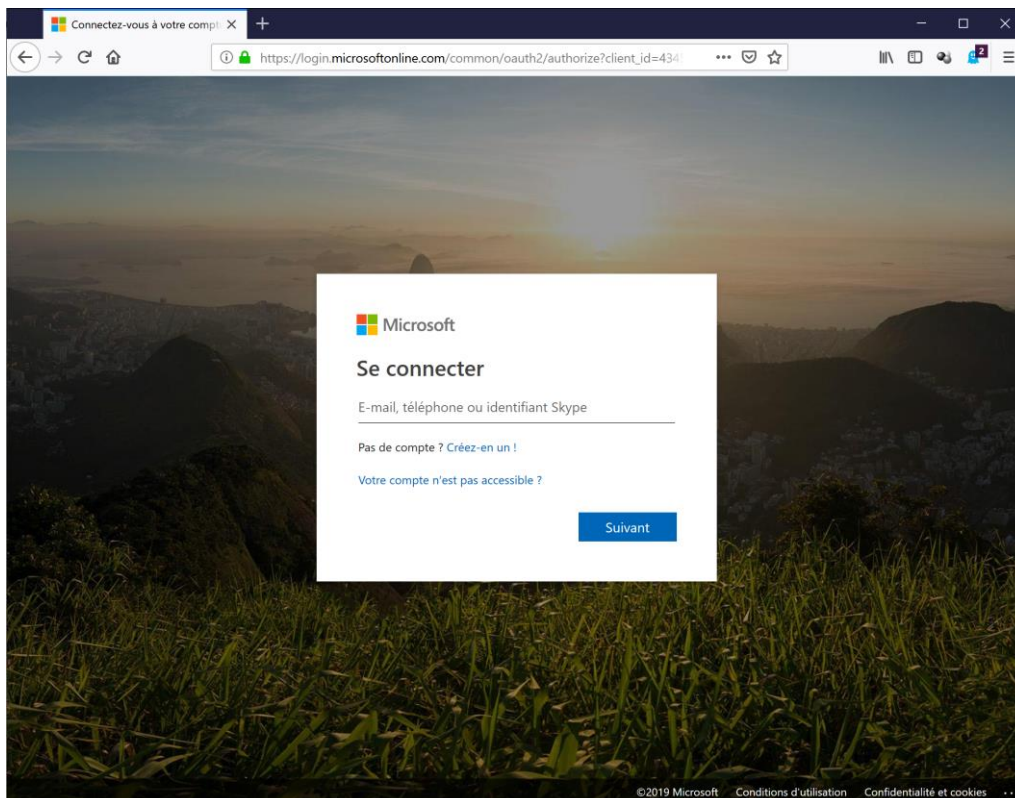 Connectez-vous à votre compt
https://login.microsoftonline.com/common/oauth2/authorize?client_id=434
2
Microsoft
Se connecter
E-mail, téléphone ou identifiant Skype
Pas de compte ? Créez-en un !
Votre compte n'est pas accessible ?
Suivant
©2019 Microsoft Conditions d'utilisation Confidentialité et cookies